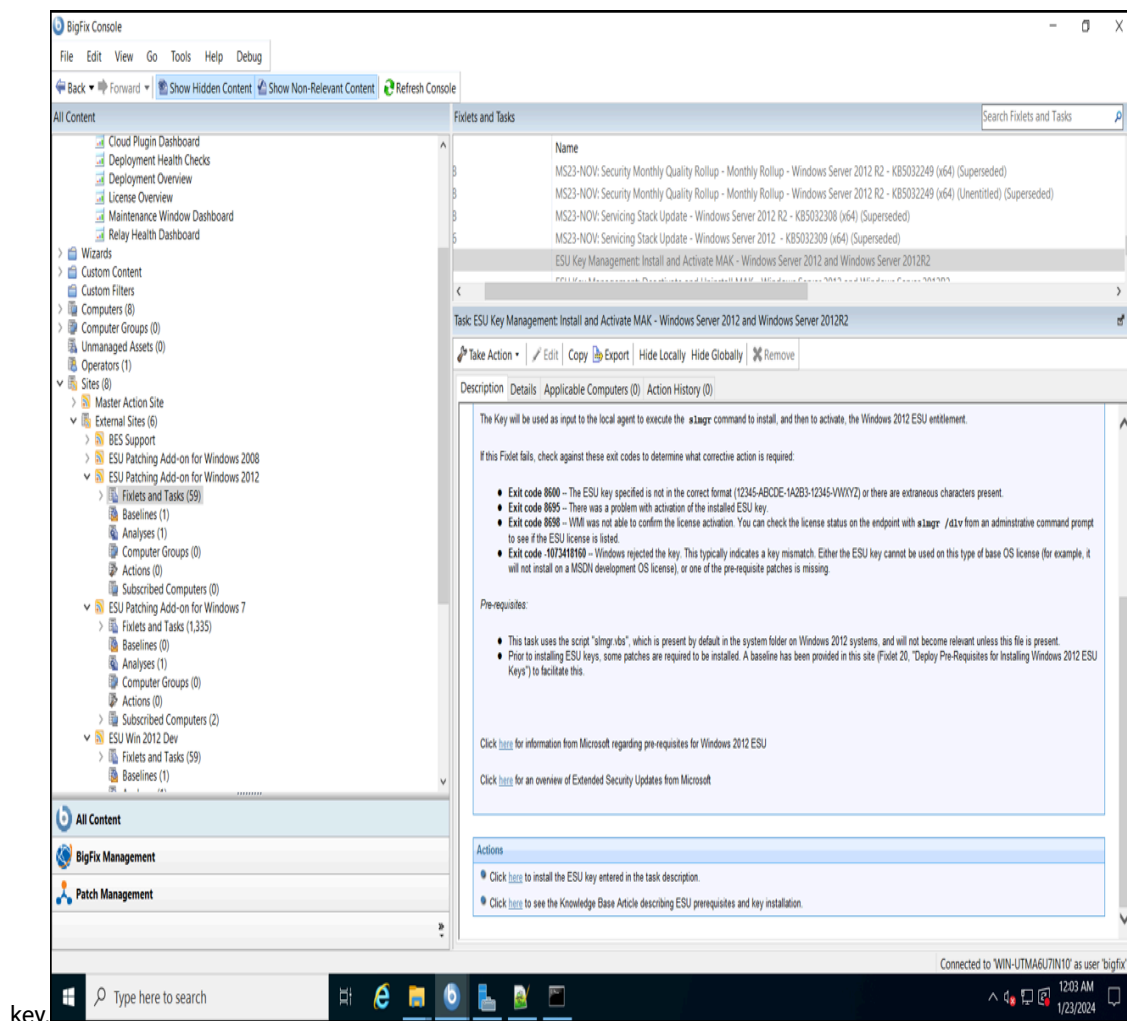 BigFix Console
File Edit View Go Tools Help Debug
Back Forward Show Hidden Content Show Non-Relevant Content Refresh Console
All Content
Cloud Plugin Dashboard
Deployment Health Checks
Deployment Overview
License Overview
Maintenance Window Dashboard
Relay Health Dashboard
Wizards
Custom Content
Custom Filters
Computers (8)
Computer Groups (0)
Unmanaged Assets (0)
Operators (1)
Sites (8)
Master Action Site
External Sites (6)
BES Support
ESU Patching Add-on for Windows 2008
ESU Patching Add-on for Windows 2012
Fixlets and Tasks (59)
Baselines (1)
Analyses (1)
Computer Groups (0)
Actions (0)
Subscribed Computers (0)
ESU Patching Add-on for Windows 7
Fixlets and Tasks (1,335)
Baselines (0)
Analyses (1)
Computer Groups (0)
Actions (0)
Subscribed Computers (2)
ESU Win 2012 Dev
Fixlets and Tasks (59)
Baselines (1)
All Content
BigFix Management
Patch Management
Fixlets and Tasks Search Fixlets and Tasks
Name
3 MS23-NOV: Security Monthly Quality Rollup - Monthly Rollup - Windows Server 2012 R2 - KB5032249 (x64) (Superseded)
3 MS23-NOV: Security Monthly Quality Rollup - Monthly Rollup - Windows Server 2012 R2 - KB5032249 (x64) (Unentitled) (Superseded)
3 MS23-NOV: Servicing Stack Update - Windows Server 2012 R2 - KB5032308 (x64) (Superseded)
5 MS23-NOV: Servicing Stack Update - Windows Server 2012 - KB5032309 (x64) (Superseded)
ESU Key Management: Install and Activate MAK - Windows Server 2012 and Windows Server 2012R2
ESU Key Management: Deactivate and Uninstall MAK - Windows Server 2012 and Windows Server 2012R2
Task: ESU Key Management: Install and Activate MAK - Windows Server 2012 and Windows Server 2012R2
Take Action Edit Copy Export Hide Locally Hide Globally Remove
Description Details Applicable Computers (0) Action History (0)
The Key will be used as input to the local agent to execute the slmgr command to install, and then to activate, the Windows 2012 ESU entitlement.
If this Fixlet fails, check against these exit codes to determine what corrective action is required:
Exit code 8600 – The ESU key specified is not in the correct format (12345-ABCDE-1A2B3-12345-VWXYZ) or there are extraneous characters present.
Exit code 8695 – There was a problem with activation of the installed ESU key.
Exit code 8698 – WMI was not able to confirm the license activation. You can check the license status on the endpoint with slmgr /dlv from an adminstrative command prompt
to see if the ESU license is listed.
Exit code -1073418160 – Windows rejected the key. This typically indicates a key mismatch. Either the ESU key cannot be used on this type of base OS license (for example, it
will not install on a MSDN development OS license), or one of the pre-requisite patches is missing.
Pre-requisites:
This task uses the script "slmgr.vbs", which is present by default in the system folder on Windows 2012 systems, and will not become relevant unless this file is present.
Prior to installing ESU keys, some patches are required to be installed. A baseline has been provided in this site (Fixlet 20, "Deploy Pre-Requisites for Installing Windows 2012 ESU
Keys") to facilitate this.
Click here for information from Microsoft regarding pre-requisites for Windows 2012 ESU
Click here for an overview of Extended Security Updates from Microsoft
Actions
Click here to install the ESU key entered in the task description.
Click here to see the Knowledge Base Article describing ESU prerequisites and key installation.
Connected to 'WIN-UTMA6U7IN10' as user 'bigfix'
Type here to search
12:03 AM
1/23/2024
key.